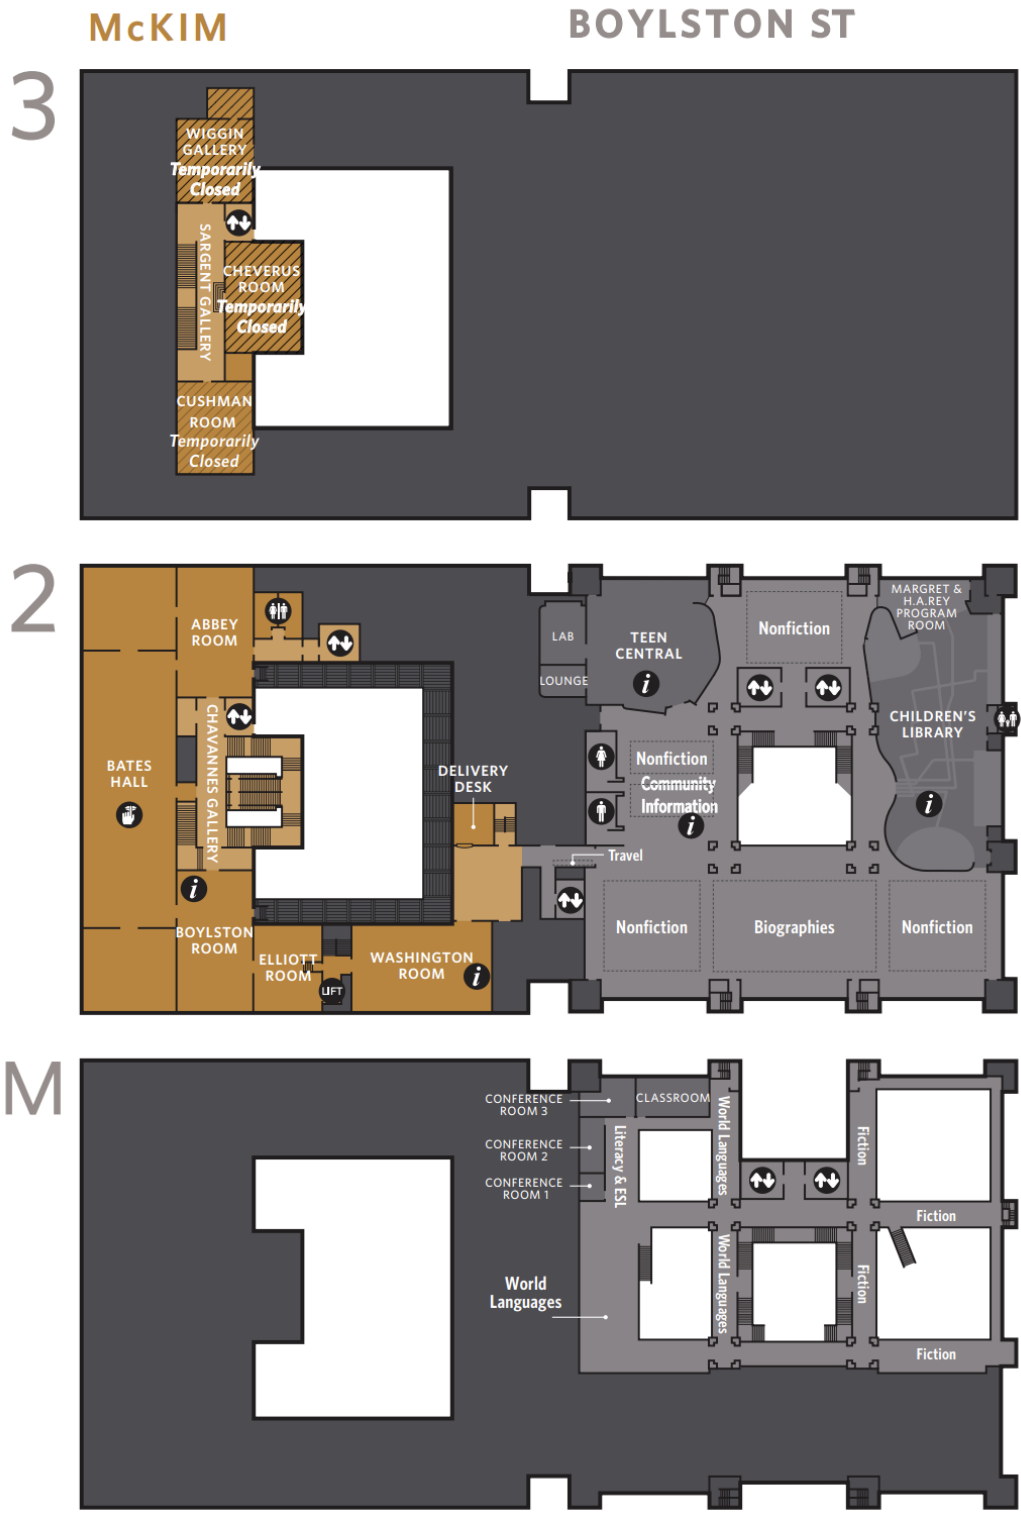 McKIM
BOYLSTON ST
3
WIGGIN
GALLERY
Temporarily
Closed
SARGENT GALLERY
CHEVERUS
ROOM
Temporarily
Closed
CUSHMAN
ROOM
Temporarily
Closed
2
ABBEY
ROOM
CHAVANNES GALLERY
BATES
HALL
i
BOYLSTON
ROOM
ELLIOTT
ROOM
LIFT
WASHINGTON
ROOM
i
DELIVERY
DESK
LAB
LOUNGE
TEEN
CENTRAL
i
Nonfiction
MARGRET &
H.A.REY
PROGRAM
ROOM
CHILDREN'S
LIBRARY
i
Nonfiction
Community
Information
i
Travel
Nonfiction
Biographies
Nonfiction
M
CONFERENCE
ROOM 3
CLASSROOM
CONFERENCE
ROOM 2
CONFERENCE
ROOM 1
Literacy & ESL
World Languages
World Languages
World
Languages
Fiction
Fiction
Fiction
Fiction